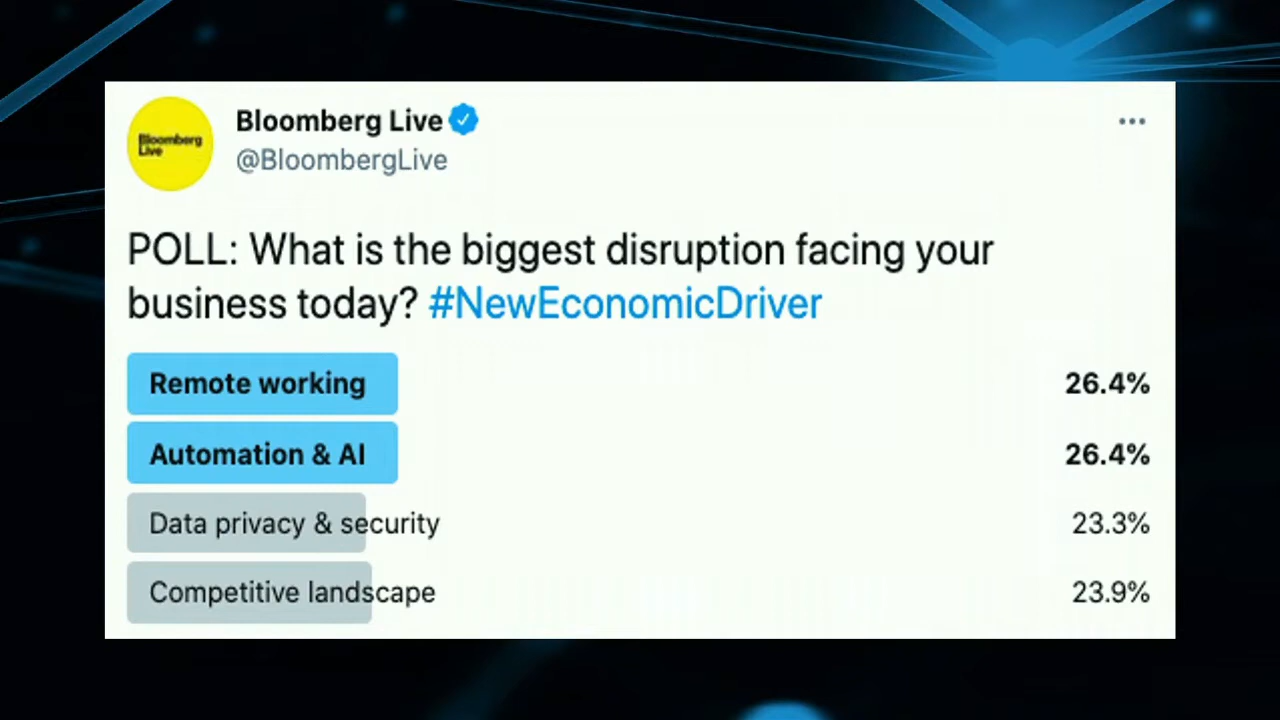 Bloomberg Live
@BloombergLive
Bloomberg
Live
POLL: What is the biggest disruption facing your
business today? #NewEconomicDriver
Remote working 26.4%
Automation & AI 26.4%
Data privacy & security 23.3%
Competitive landscape 23.9%